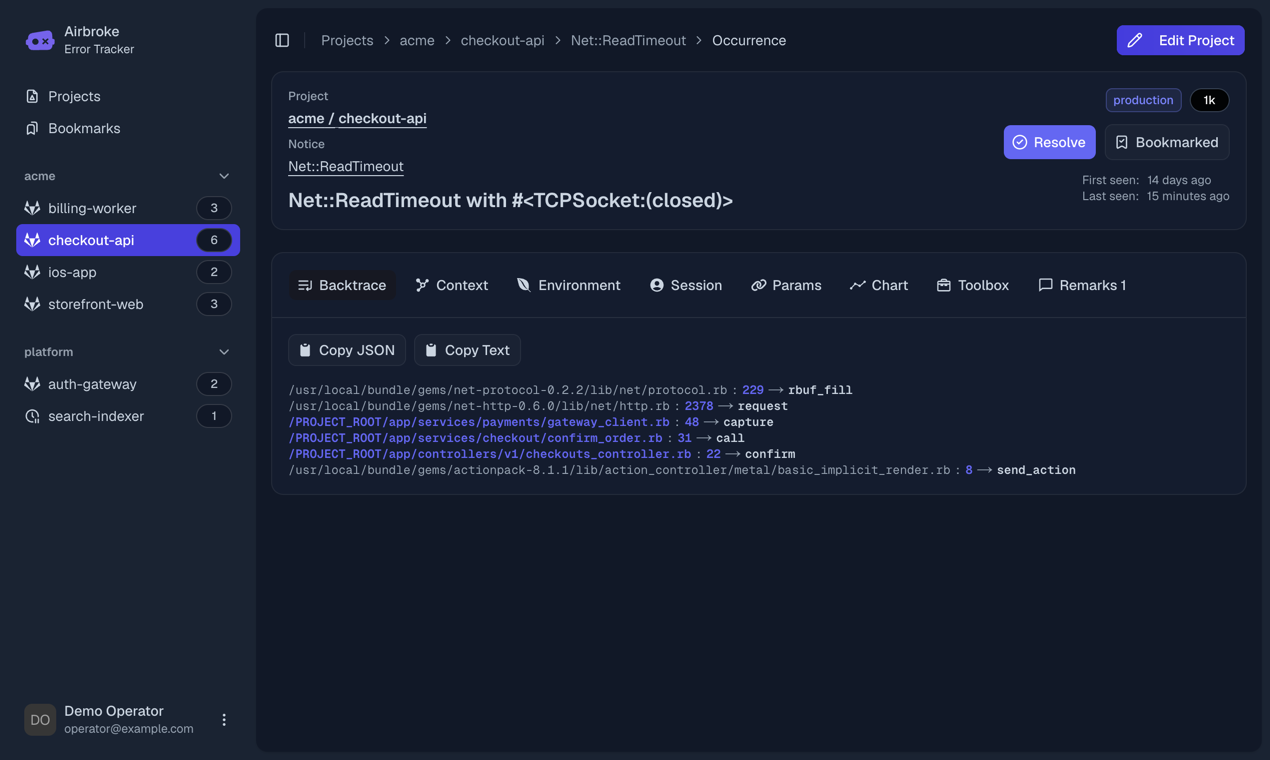 Airbroke
Error Tracker
Projects
Bookmarks
acme
billing-worker 3
checkout-api 6
ios-app 2
storefront-web 3
platform
auth-gateway 2
search-indexer 1
DO
Demo Operator
operator@example.com
Projects > acme > checkout-api > Net::ReadTimeout > Occurrence
Edit Project
Project
acme / checkout-api
Notice
Net::ReadTimeout
Net::ReadTimeout with #<TCPSocket:(closed)>
production 1k
Resolve Bookmarked
First seen: 14 days ago
Last seen: 15 minutes ago
Backtrace Context Environment Session Params Chart Toolbox Remarks 1
Copy JSON Copy Text
/usr/local/bundle/gems/net-protocol-0.2.2/lib/net/protocol.rb : 229 → rbuf_fill
/usr/local/bundle/gems/net-http-0.6.0/lib/net/http.rb : 2378 → request
/PROJECT_ROOT/app/services/payments/gateway_client.rb : 48 → capture
/PROJECT_ROOT/app/services/checkout/confirm_order.rb : 31 → call
/PROJECT_ROOT/app/controllers/v1/checkouts_controller.rb : 22 → confirm
/usr/local/bundle/gems/actionpack-8.1.1/lib/action_controller/metal/basic_implicit_render.rb : 8 → send_action